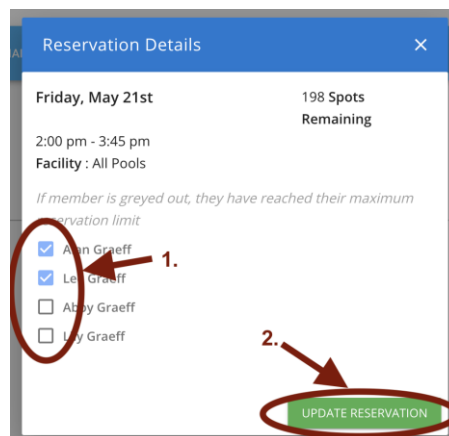 Reservation Details ×
Friday, May 21st
198 Spots
Remaining
2:00 pm - 3:45 pm
Facility : All Pools
If member is greyed out, they have reached their maximum
reservation limit
Graeff
1.
Graeff
Abby Graeff
Graeff
2.
UPDATE RESERVATION